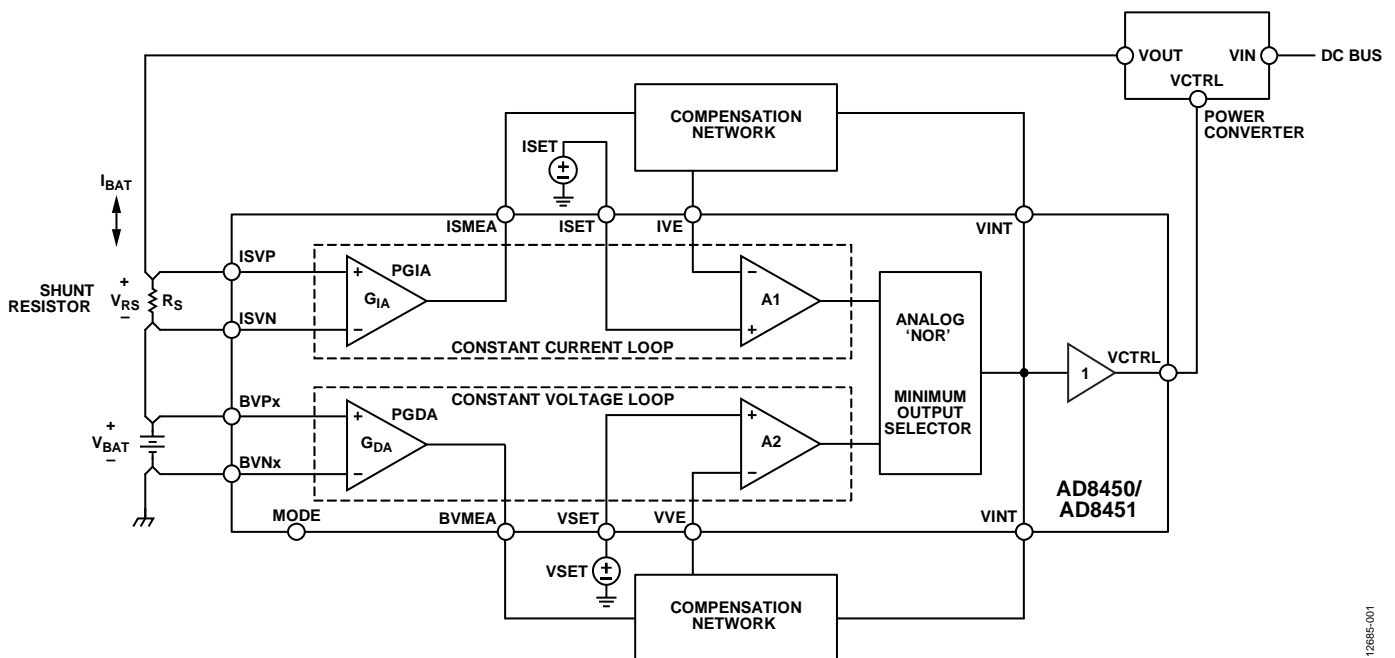 VOUT
VIN
DC BUS
VCTRL
POWER
CONVERTER
COMPENSATION
NETWORK
ISET
+
–
IBAT
ISMEA
ISET
IVE
VINT
ISVP
+
PGIA
–
SHUNT
RESISTOR
+
VRS
–
RS
GIA
A1
ISVN
–
+
ANALOG
'NOR'
CONSTANT CURRENT LOOP
MINIMUM
OUTPUT
SELECTOR
1
VCTRL
CONSTANT VOLTAGE LOOP
BVPx
+
PGDA
+
+
VBAT
–
GDA
A2
BVNx
–
–
AD8450/
AD8451
MODE
BVMEA
VSET
VVE
VINT
VSET
+
–
COMPENSATION
NETWORK
12685-001